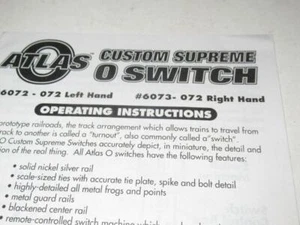 ATLAS O CUSTOM SUPREME
O SWITCH
6072 - 072 Left Hand #6073- 072 Right Hand
OPERATING INSTRUCTIONS
prototype railroads, the track arrangement which allows trains to travel from
track to another is called a "turnout", also commonly called a "switch".
O Custom Supreme Switches accurately depict, in miniature, the detail and
of the real thing. All Atlas O switches have the following features:
• solid nickel silver rail
• scale-sized ties with accurate tie plate, spike and bolt detail
• highly-detailed all metal frogs and points
• metal guard rails
• blackened center rail
• remote-controlled switch machine